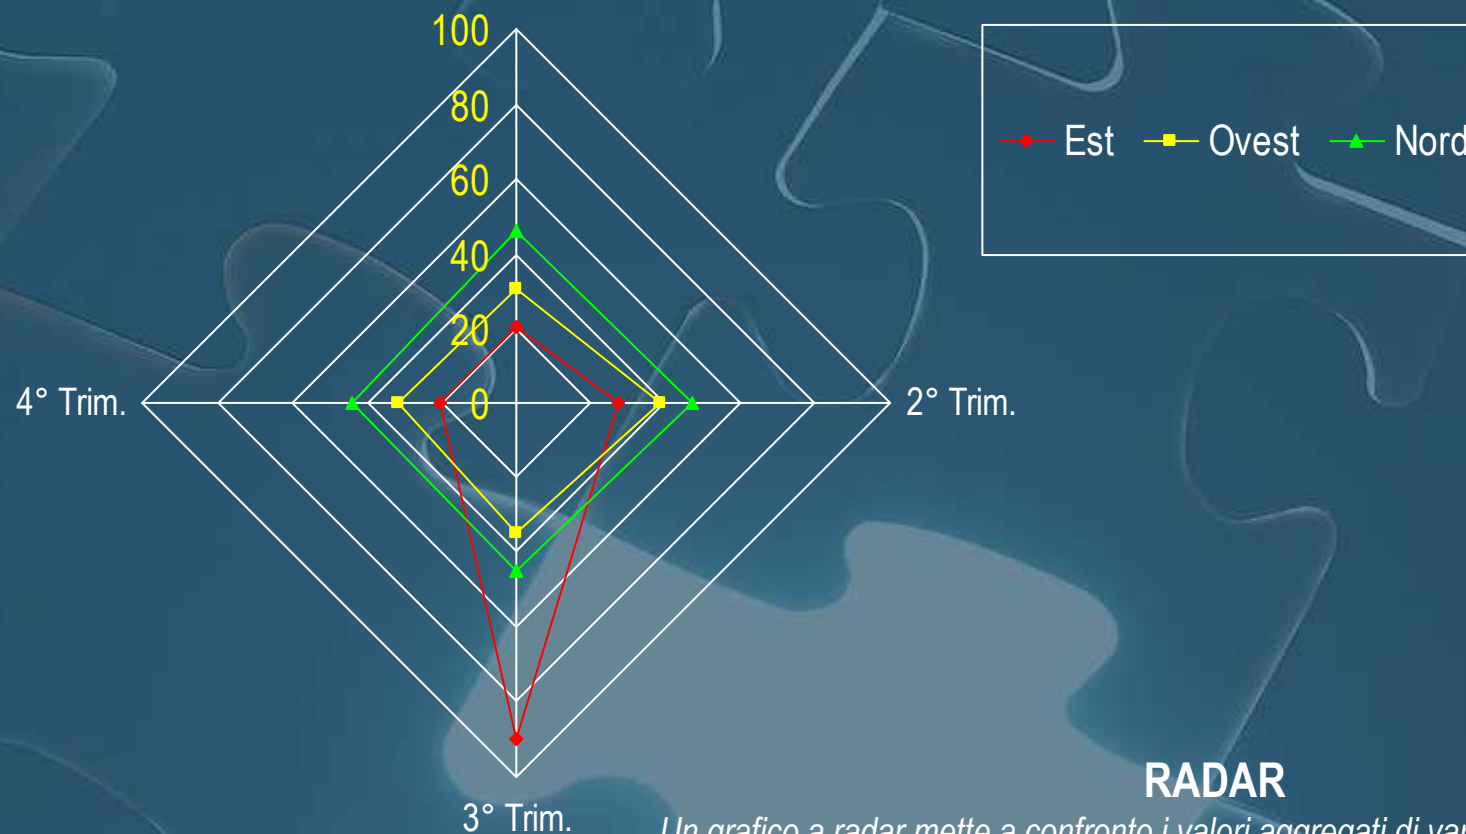 100
80
60
40
20
0
Est Ovest Nord
4° Trim.
2° Trim.
3° Trim.
RADAR
Un grafico a radar mette a confronto i valori aggregati di